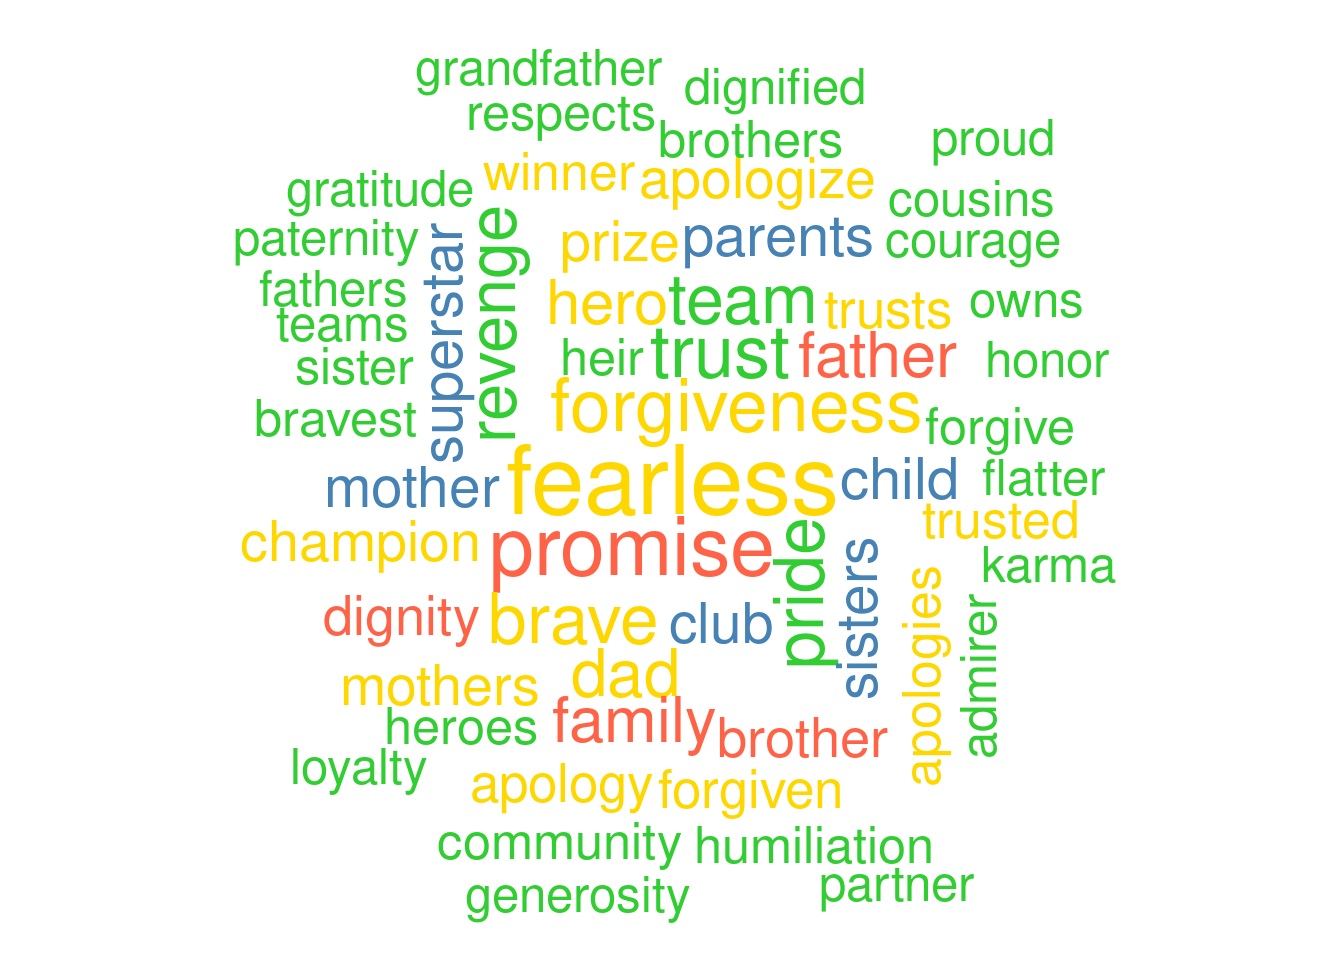 grandfather
dignified
respects
brothers
proud
winner
apologize
gratitude
cousins
paternity
superstar
revenge
prize
parents
courage
fathers
hero
team
trusts
owns
teams
sister
heir
trust
father
honor
bravest
forgiveness
forgive
mother
fearless
child
flatter
champion
promise
pride
sisters
trusted
karma
dignity
brave
club
apologies
admirer
mothers
dad
heroes
family
brother
loyalty
apology
forgiven
community
humiliation
generosity
partner